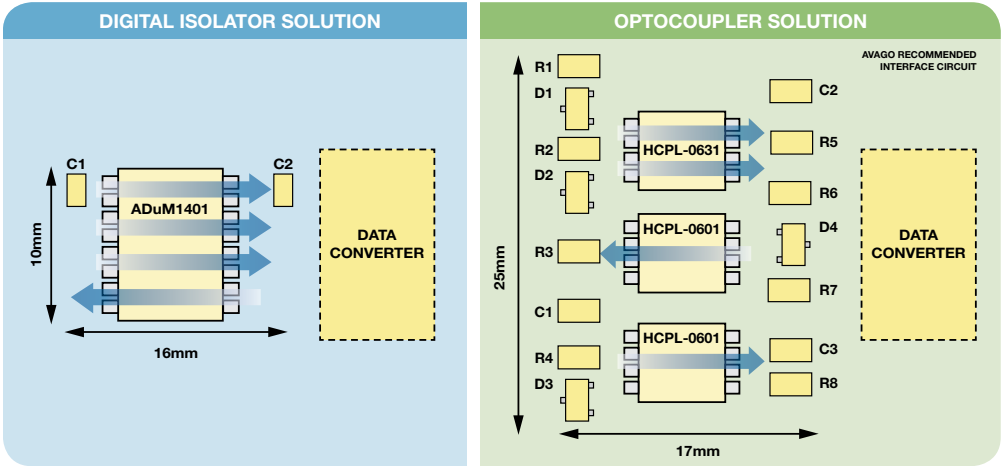 DIGITAL ISOLATOR SOLUTION
C1
C2
ADuM1401
10mm
16mm
DATA
CONVERTER
OPTOCOUPLER SOLUTION
AVAGO RECOMMENDED
INTERFACE CIRCUIT
R1
D1
R2
D2
R3
C1
R4
D3
25mm
HCPL-0631
HCPL-0601
HCPL-0601
C2
R5
R6
D4
R7
C3
R8
17mm
DATA
CONVERTER